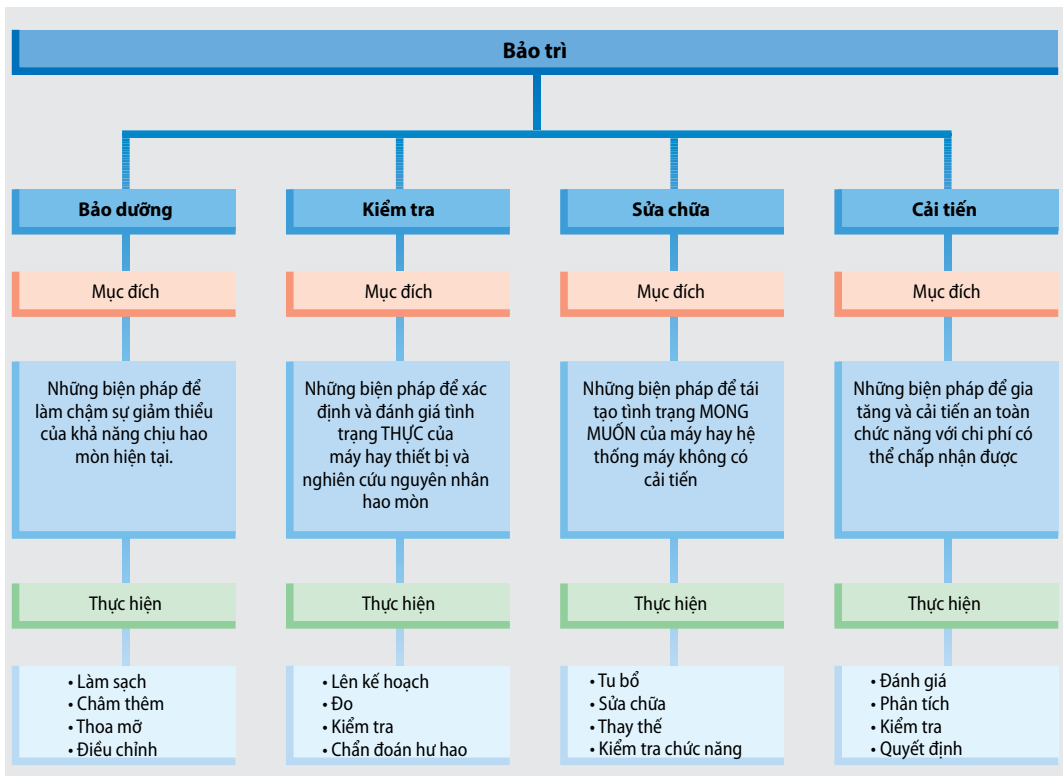 Bảo trì
Bảo dưỡng
Mục đích
Những biện pháp để
làm chậm sự giảm thiểu
của khả năng chịu hao
mòn hiện tại.
Thực hiện
• Làm sạch
• Châm thêm
• Thoa mỡ
• Điều chỉnh
Kiểm tra
Mục đích
Những biện pháp để xác
định và đánh giá tình
trạng THỰC của
máy hay thiết bị và
nghiên cứu nguyên nhân
hao mòn
Thực hiện
• Lên kế hoạch
• Đo
• Kiểm tra
• Chẩn đoán hư hao
Sửa chữa
Mục đích
Những biện pháp để tái
tạo tình trạng MONG
MUỐN của máy hay hệ
thống máy không có
cải tiến
Thực hiện
• Tu bổ
• Sửa chữa
• Thay thế
• Kiểm tra chức năng
Cải tiến
Mục đích
Những biện pháp để gia
tăng và cải tiến an toàn
chức năng với chi phí có
thể chấp nhận được
Thực hiện
• Đánh giá
• Phân tích
• Kiểm tra
• Quyết định